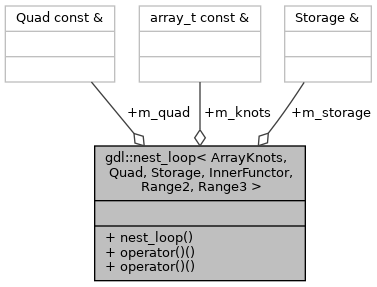 Quad const &
array_t const &
Storage &
+m_quad
+m_knots
+m_storage
gdl::nest_loop< ArrayKnots,
Quad, Storage, InnerFunctor,
Range2, Range3 >
+ nest_loop()
+ operator()()
+ operator()()